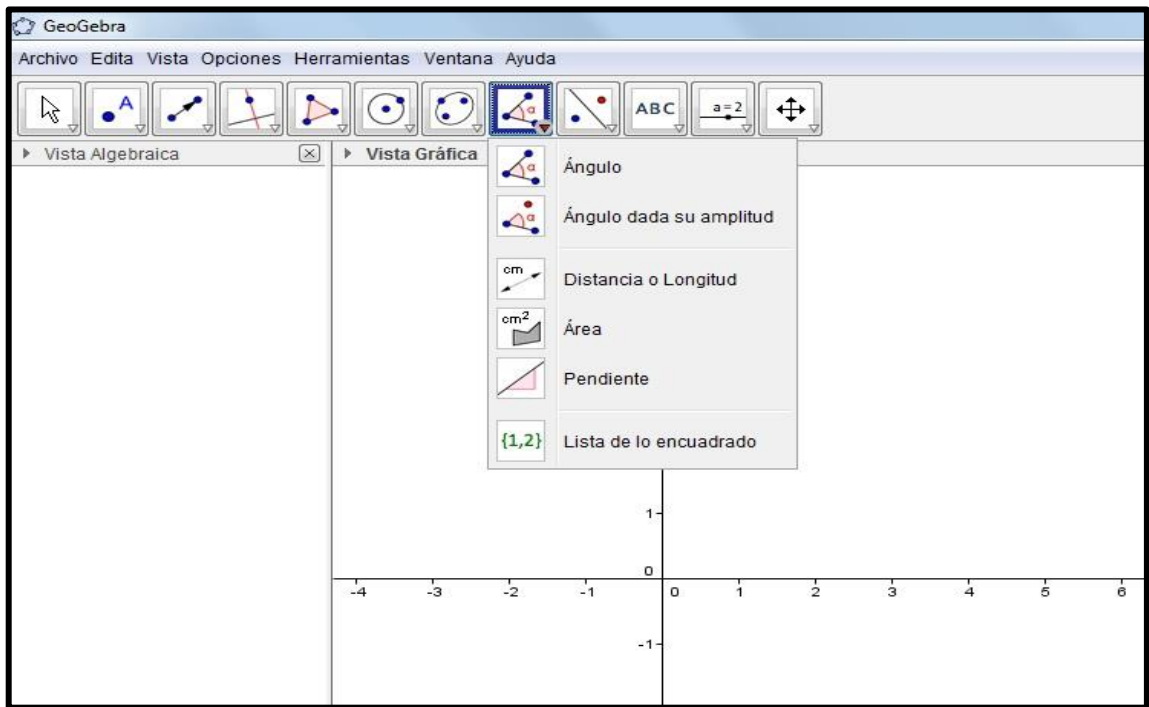 GeoGebra
Archivo Edita Vista Opciones Herramientas Ventana Ayuda
A α ABC a=2
Vista Algebraica Vista Gráfica
α Ángulo
α Ángulo dada su amplitud
cm Distancia o Longitud
cm² Área
Pendiente
{1,2} Lista de lo encuadrado
1
0
-4 -3 -2 -1 0 1 2 3 4 5 6
-1